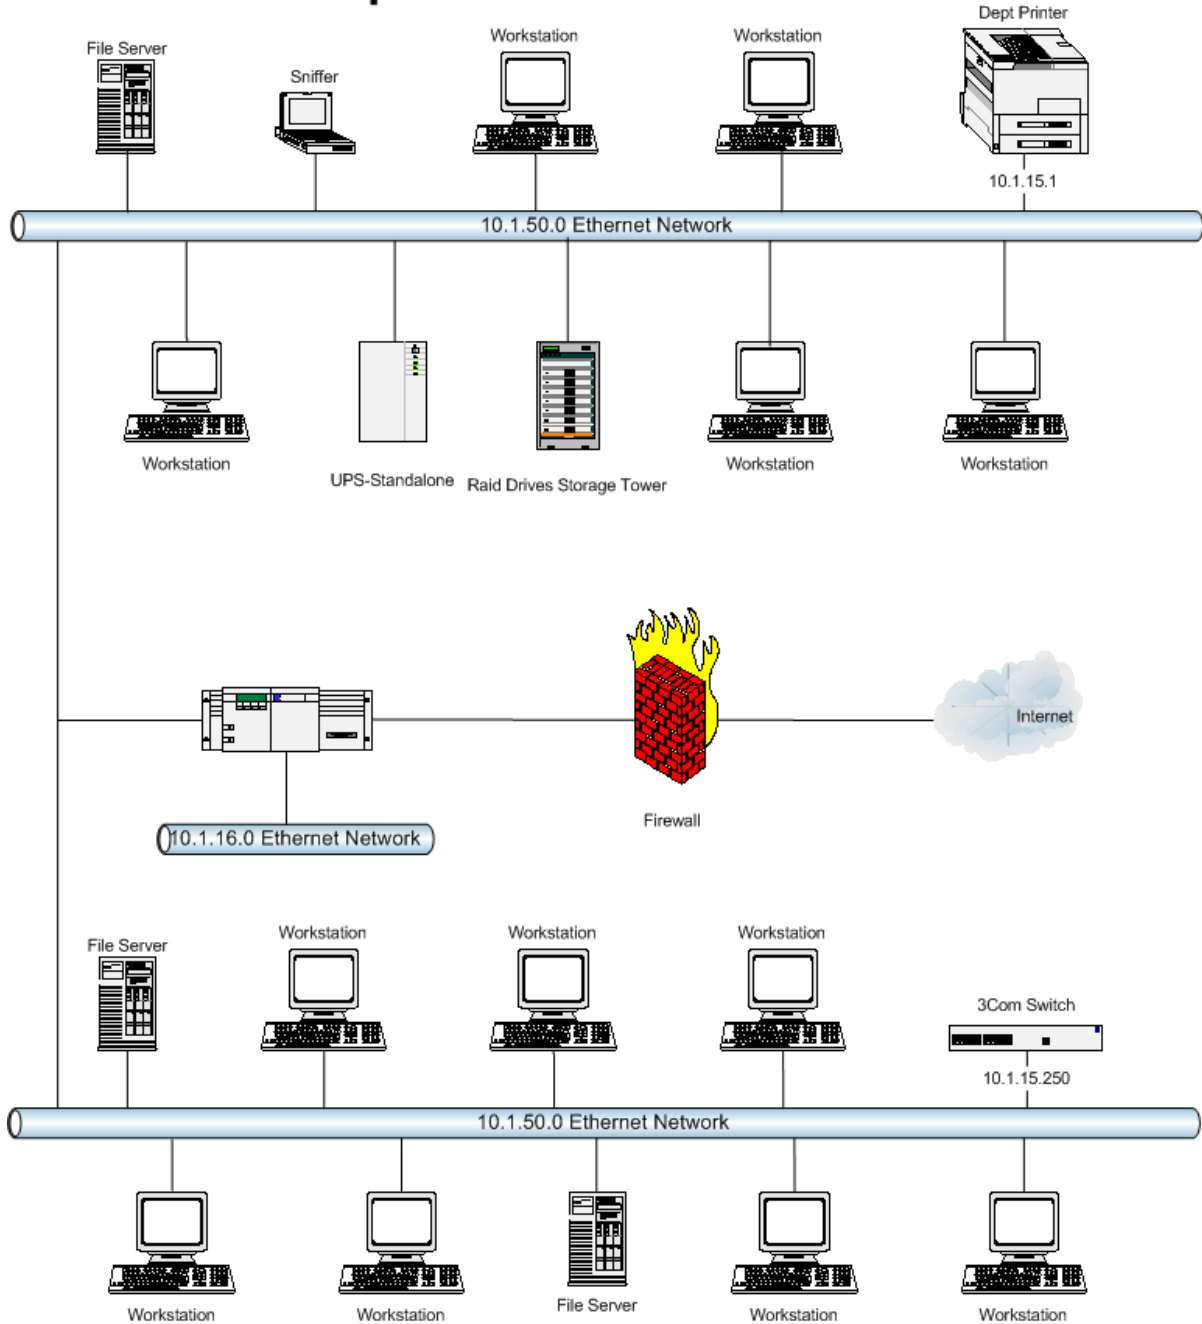 Dept Printer
File Server
Sniffer
Workstation
Workstation
10.1.15.1
10.1.50.0 Ethernet Network
Workstation
UPS-Standalone
Raid Drives Storage Tower
Workstation
Workstation
Internet
Firewall
10.1.16.0 Ethernet Network
File Server
Workstation
Workstation
Workstation
3Com Switch
10.1.15.250
10.1.50.0 Ethernet Network
Workstation
Workstation
File Server
Workstation
Workstation